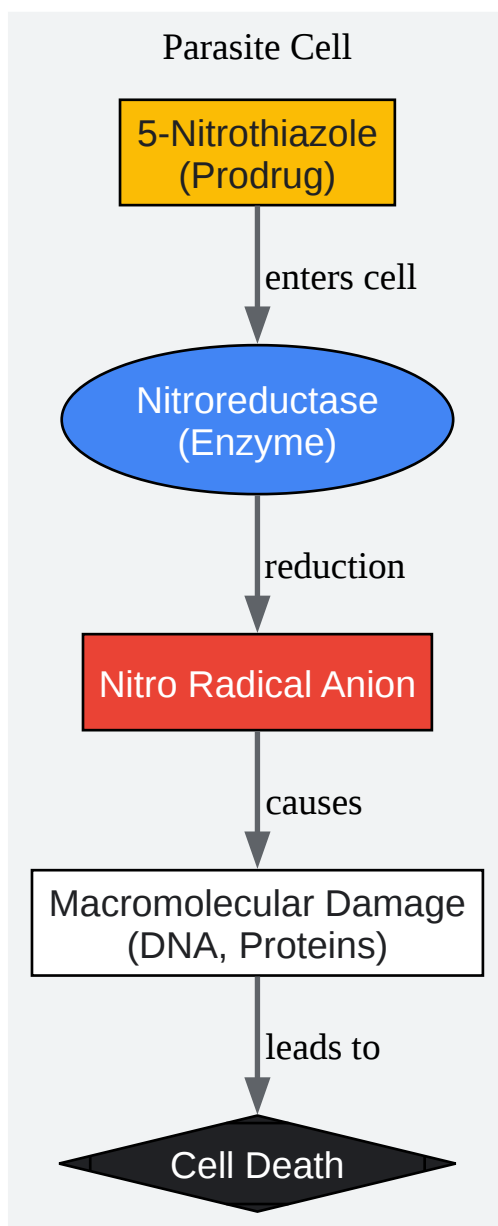 Parasite Cell
5-Nitrothiazole
(Prodrug)
enters cell
Nitroreductase
(Enzyme)
reduction
Nitro Radical Anion
causes
Macromolecular Damage
(DNA, Proteins)
leads to
Cell Death